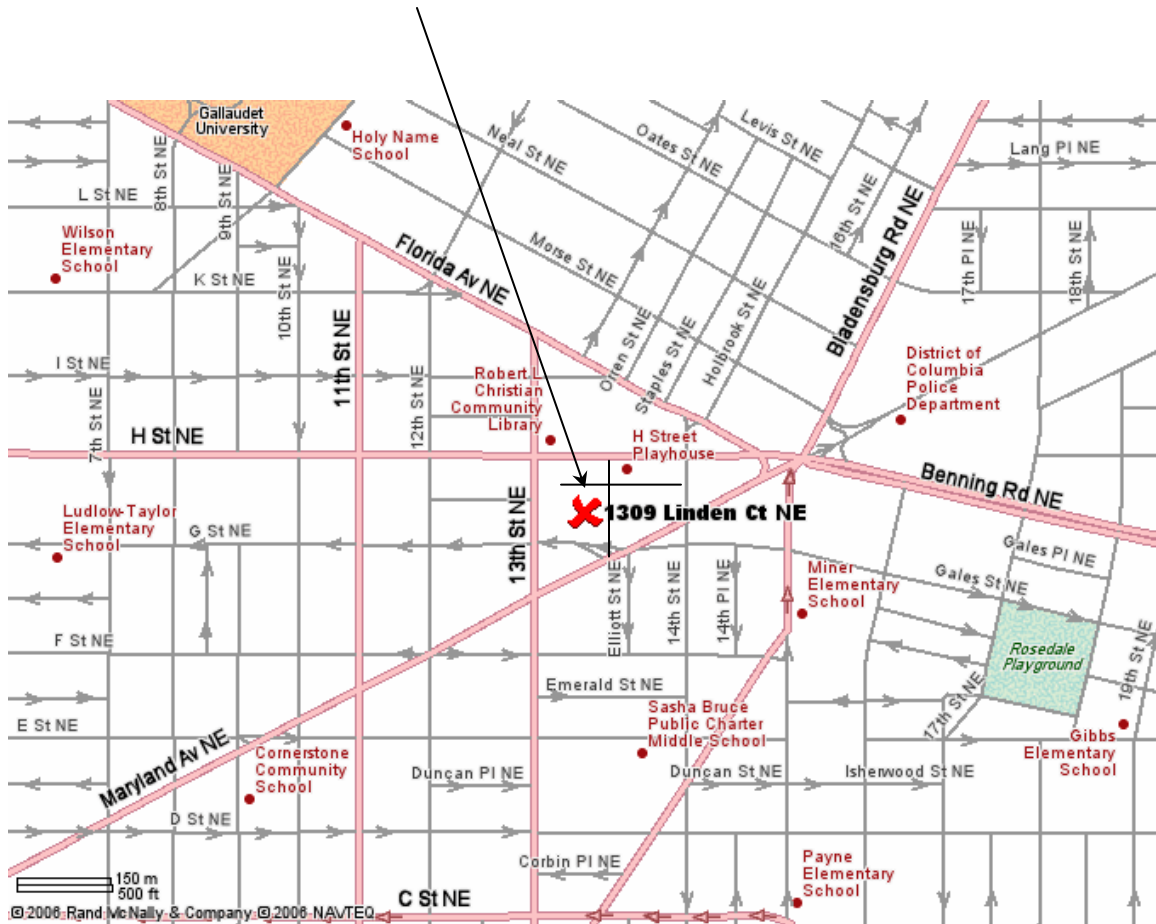 Gallaudet
University
Holy Name
School
Neal St NE
Oates St NE
Levis St NE
Lang Pl NE
8th St NE
9th St NE
L St NE
Wilson
Elementary
School
K St NE
10th St NE
Florida Av NE
Morse St NE
16th St NE
Bladensburg Rd NE
17th Pl NE
18th St NE
11th St NE
I St NE
7th St NE
12th St NE
Robert L
Christian
Community
Library
Orren St NE
Staples St NE
Holbrook St NE
District of
Columbia
Police
Department
H St NE
H Street
Playhouse
Benning Rd NE
1309 Linden Ct NE
Ludlow-Taylor
Elementary
School
G St NE
13th St NE
Gales Pl NE
Gales St NE
Miner
Elementary
School
Elliott St NE
14th St NE
14th Pl NE
F St NE
Rosedale
Playground
19th St NE
17th St NE
Emerald St NE
Sasha Bruce
Public Charter
Middle School
E St NE
Maryland Av NE
Cornerstone
Community
School
Gibbs
Elementary
School
Duncan Pl NE
Duncan St NE
Isherwood St NE
D St NE
Corbin Pl NE
Payne
Elementary
School
150 m
500 ft
C St NE
© 2006 Rand McNally & Company © 2006 NAVTEQ